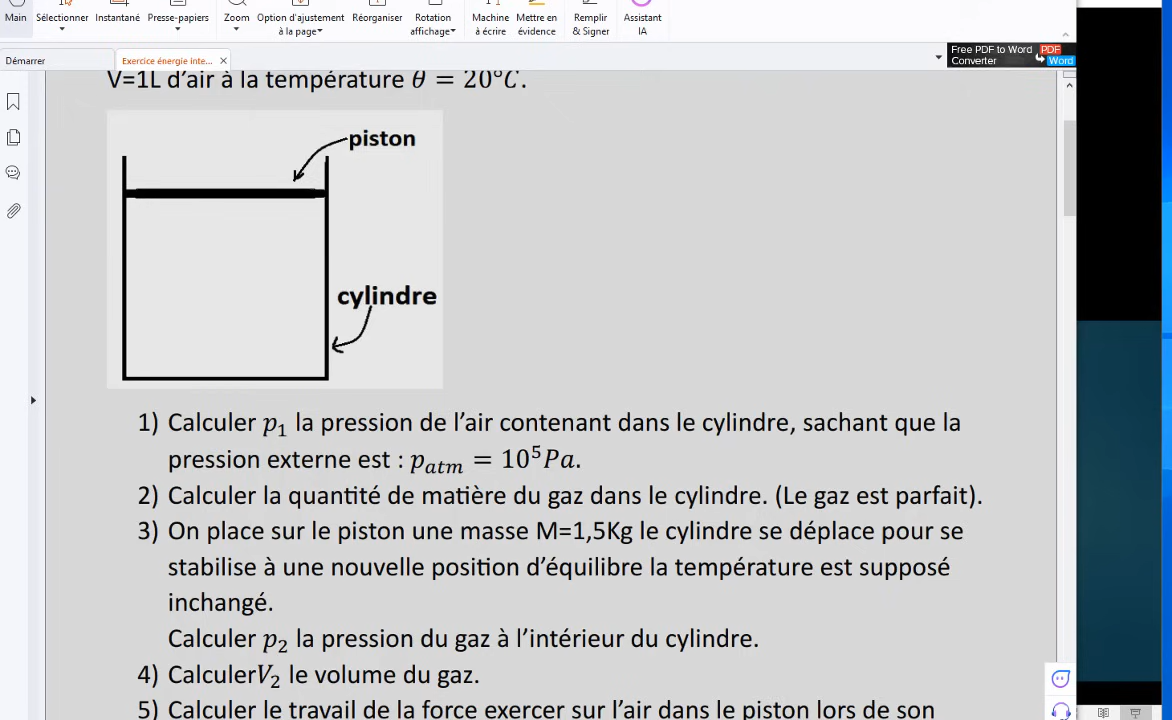 Main
Sélectionner
Instantané
Presse-papiers
Zoom
Option d'ajustement
à la page
Réorganiser
Rotation
affichage
Machine
à écrire
Mettre en
évidence
Remplir
& Signer
Assistant
IA
Démarrer
Exercice énergie inte...
Free PDF to Word
Converter
PDF
Word
V=1L d'air à la température θ = 20°C.
piston
cylindre
1) Calculer p₁ la pression de l'air contenant dans le cylindre, sachant que la
pression externe est : pₐₜₘ = 10⁵Pa.
2) Calculer la quantité de matière du gaz dans le cylindre. (Le gaz est parfait).
3) On place sur le piston une masse M=1,5Kg le cylindre se déplace pour se
stabilise à une nouvelle position d'équilibre la température est supposé
inchangé.
Calculer p₂ la pression du gaz à l'intérieur du cylindre.
4) CalculerV₂ le volume du gaz.
5) Calculer le travail de la force exercer sur l'air dans le piston lors de son